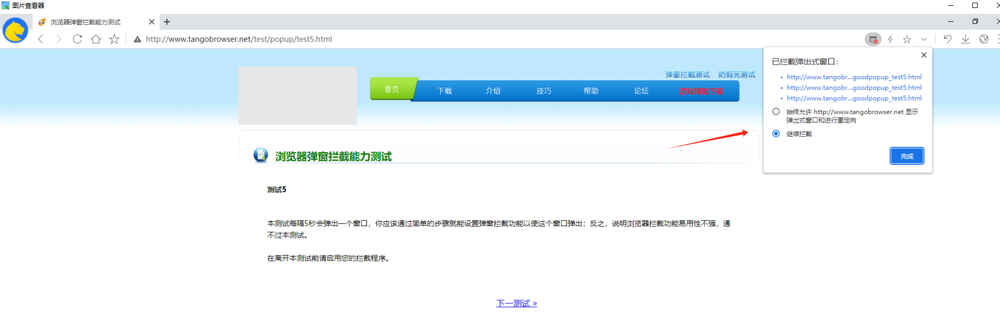 图片查看器
浏览器弹窗拦截能力测试
http://www.tangobrowser.net/test/popup/test5.html
已拦截弹出式窗口：
• http://www.tangobr...goodpopup_test5.html
• http://www.tangobr...goodpopup_test5.html
• http://www.tangobr...goodpopup_test5.html
始终允许 http://www.tangobrowser.net 显示
弹出式窗口和进行重定向
继续拦截
完成
弹窗拦截测试 防假死测试
首页 下载 介绍 技巧 帮助 论坛 游戏辅助下载
浏览器弹窗拦截能力测试
测试5
本测试每隔5秒会弹出一个窗口，你应该通过简单的步骤就能设置弹窗拦截功能以使这个窗口弹出；反之，说明浏览器拦截功能易用性不强，通
不过本测试。
在离开本测试前请启用您的拦截程序。
下一测试 »